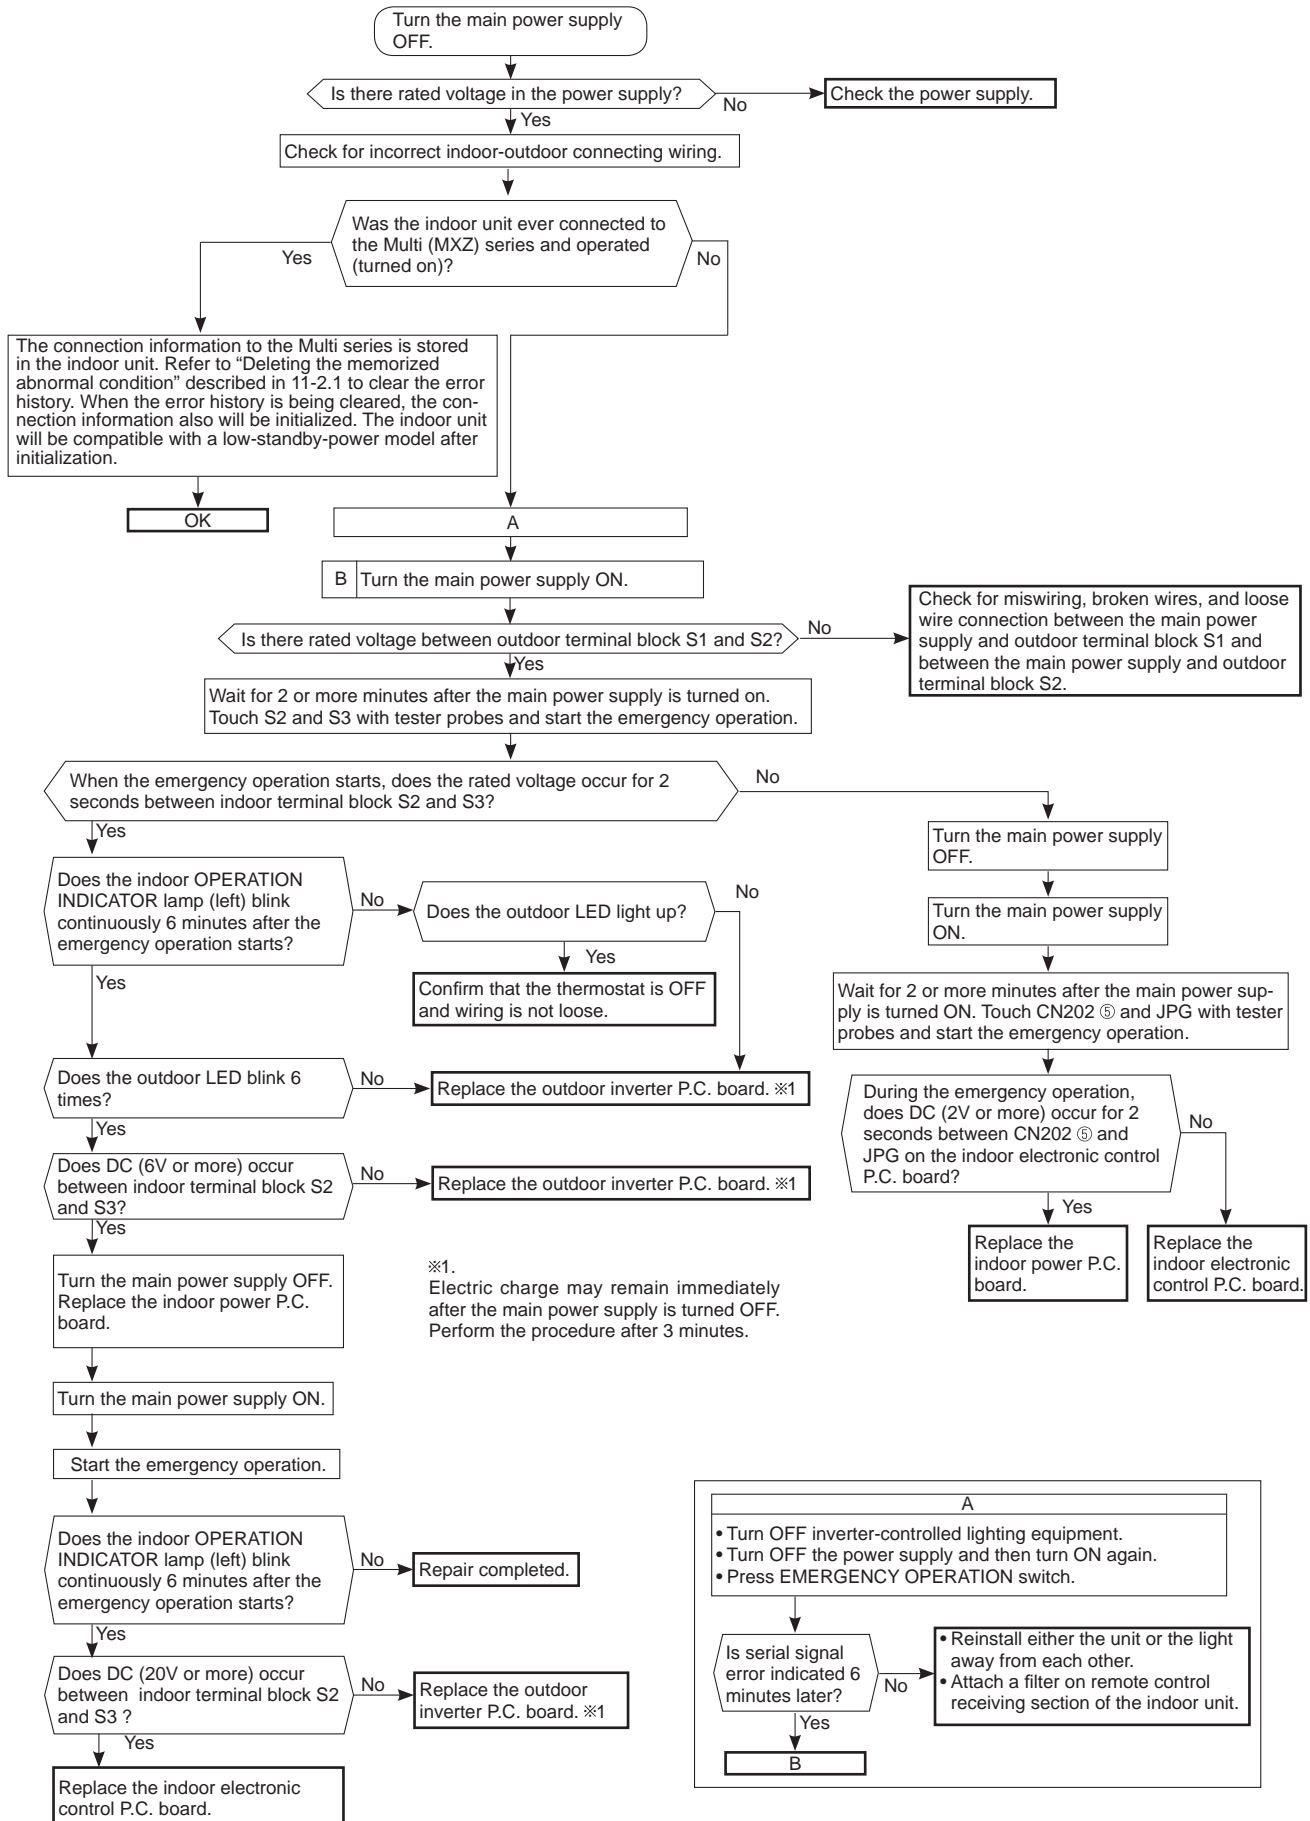 Turn the main power supply
OFF.
Is there rated voltage in the power supply?
No
Check the power supply.
Yes
Check for incorrect indoor-outdoor connecting wiring.
Was the indoor unit ever connected to
the Multi (MXZ) series and operated
(turned on)?
Yes
No
The connection information to the Multi series is stored
in the indoor unit. Refer to “Deleting the memorized
abnormal condition” described in 11-2.1 to clear the error
history. When the error history is being cleared, the con-
nection information also will be initialized. The indoor unit
will be compatible with a low-standby-power model after
initialization.
OK
A
B Turn the main power supply ON.
Is there rated voltage between outdoor terminal block S1 and S2?
No
Check for miswiring, broken wires, and loose
wire connection between the main power
supply and outdoor terminal block S1 and
between the main power supply and outdoor
terminal block S2.
Yes
Wait for 2 or more minutes after the main power supply is turned on.
Touch S2 and S3 with tester probes and start the emergency operation.
When the emergency operation starts, does the rated voltage occur for 2
seconds between indoor terminal block S2 and S3?
No
Yes
Turn the main power supply
OFF.
Turn the main power supply
ON.
Wait for 2 or more minutes after the main power sup-
ply is turned ON. Touch CN202 ⑤ and JPG with tester
probes and start the emergency operation.
During the emergency operation,
does DC (2V or more) occur for 2
seconds between CN202 ⑤ and
JPG on the indoor electronic control
P.C. board?
No
Yes
Replace the
indoor power P.C.
board.
Replace the
indoor electronic
control P.C. board.
Does the indoor OPERATION
INDICATOR lamp (left) blink
continuously 6 minutes after the
emergency operation starts?
No
Does the outdoor LED light up?
No
Yes
Confirm that the thermostat is OFF
and wiring is not loose.
Yes
Does the outdoor LED blink 6
times?
No
Replace the outdoor inverter P.C. board. ※1
Yes
Does DC (6V or more) occur
between indoor terminal block S2
and S3?
No
Replace the outdoor inverter P.C. board. ※1
Yes
Turn the main power supply OFF.
Replace the indoor power P.C.
board.
※1.
Electric charge may remain immediately
after the main power supply is turned OFF.
Perform the procedure after 3 minutes.
Turn the main power supply ON.
Start the emergency operation.
Does the indoor OPERATION
INDICATOR lamp (left) blink
continuously 6 minutes after the
emergency operation starts?
No
Repair completed.
Yes
Does DC (20V or more) occur
between indoor terminal block S2
and S3 ?
No
Replace the outdoor
inverter P.C. board. ※1
Yes
Replace the indoor electronic
control P.C. board.
A
• Turn OFF inverter-controlled lighting equipment.
• Turn OFF the power supply and then turn ON again.
• Press EMERGENCY OPERATION switch.
Is serial signal
error indicated 6
minutes later?
No
• Reinstall either the unit or the light
away from each other.
• Attach a filter on remote control
receiving section of the indoor unit.
Yes
B